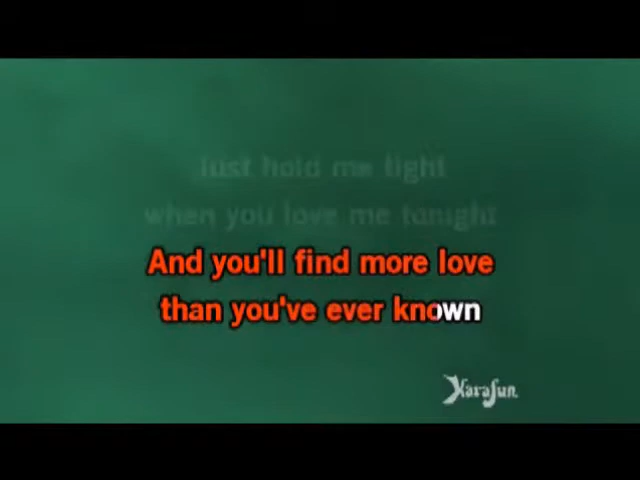 Just hold me tight
when you love me tonight
And you'll find more love
than you've ever known
KaraFun